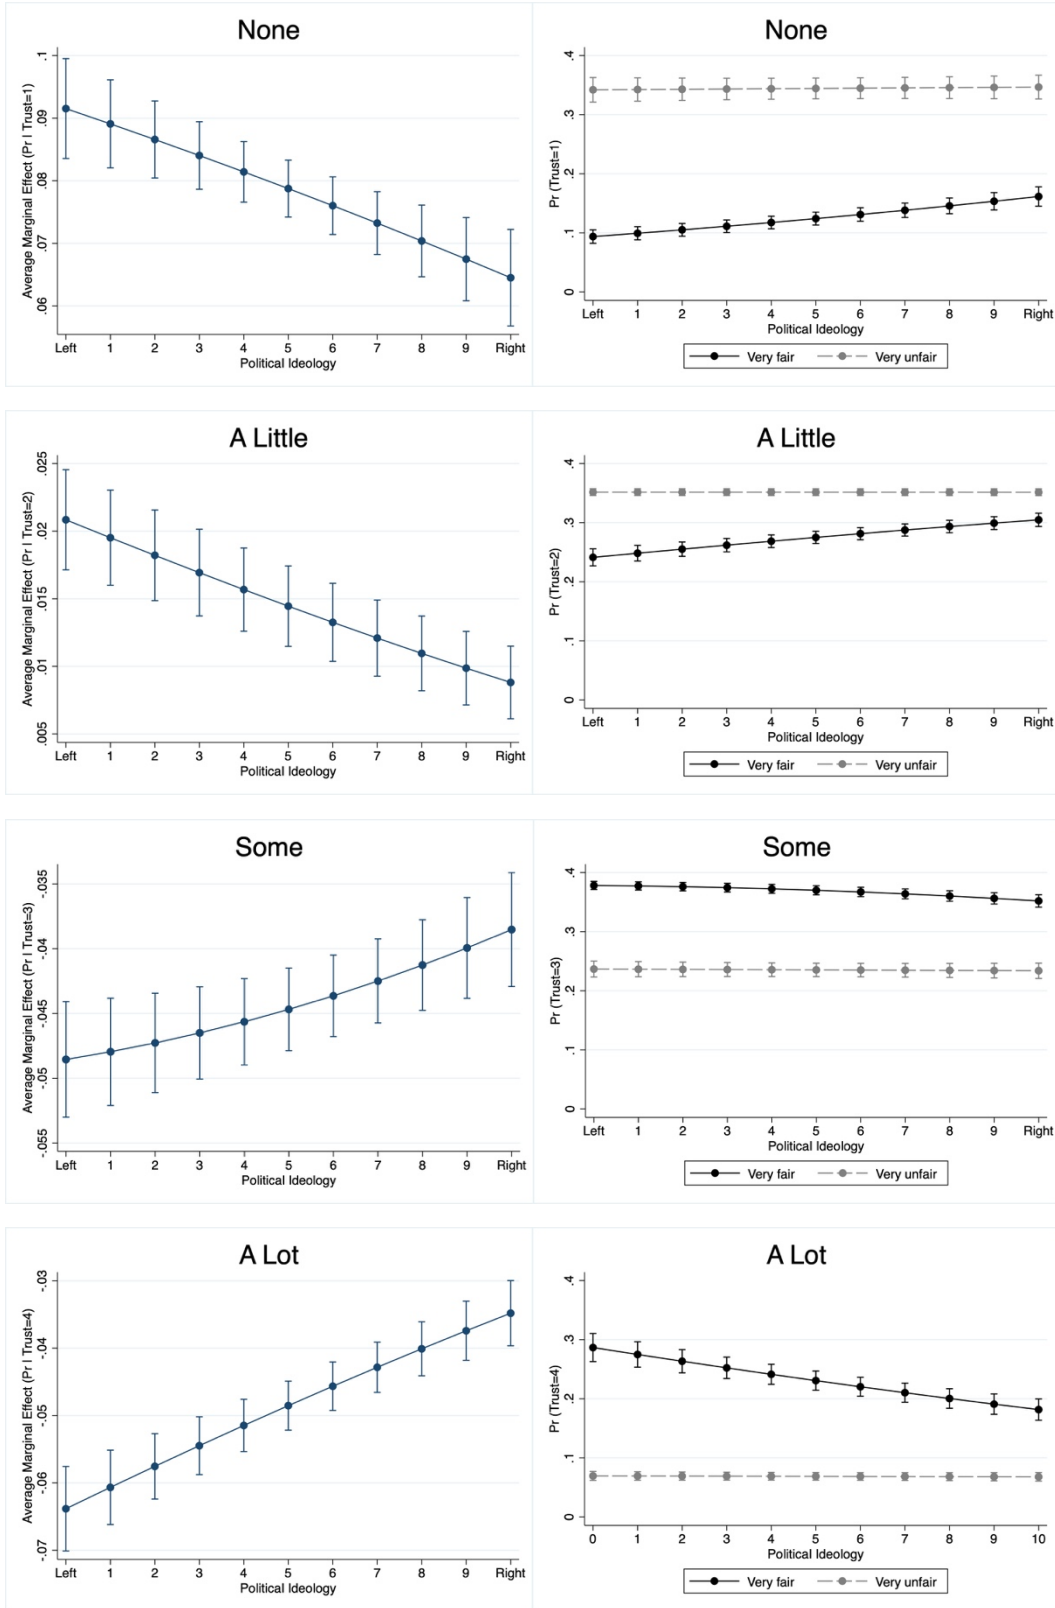 None
Average Marginal Effect (Pr | Trust=1)
.1
.09
.08
.07
.06
Left 1 2 3 4 5 6 7 8 9 Right
Political Ideology
None
Pr (Trust=1)
.4
.3
.2
.1
0
Left 1 2 3 4 5 6 7 8 9 Right
Political Ideology
Very fair Very unfair
A Little
Average Marginal Effect (Pr | Trust=2)
.025
.02
.015
.01
.005
Left 1 2 3 4 5 6 7 8 9 Right
Political Ideology
A Little
Pr (Trust=2)
.4
.3
.2
.1
0
Left 1 2 3 4 5 6 7 8 9 Right
Political Ideology
Very fair Very unfair
Some
Average Marginal Effect (Pr | Trust=3)
-.035
-.04
-.045
-.05
-.055
Left 1 2 3 4 5 6 7 8 9 Right
Political Ideology
Some
Pr (Trust=3)
.4
.3
.2
.1
0
Left 1 2 3 4 5 6 7 8 9 Right
Political Ideology
Very fair Very unfair
A Lot
Average Marginal Effect (Pr | Trust=4)
-.03
-.04
-.05
-.06
-.07
Left 1 2 3 4 5 6 7 8 9 Right
Political Ideology
A Lot
Pr (Trust=4)
.4
.3
.2
.1
0
0 1 2 3 4 5 6 7 8 9 10
Political Ideology
Very fair Very unfair